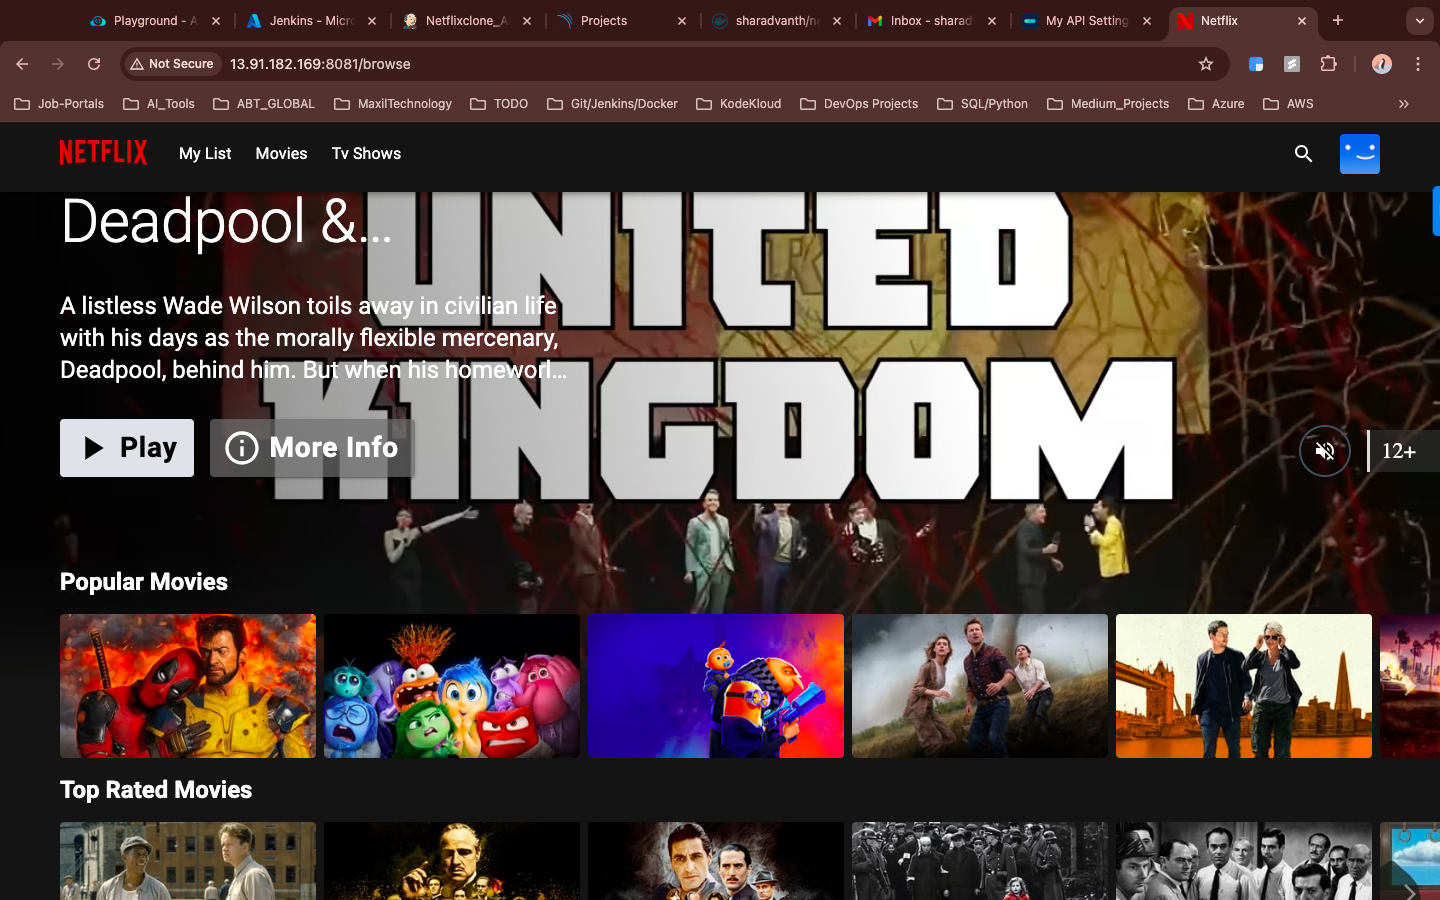 Playground - A
Jenkins - Micro
Netflixclone_A
Projects
sharadvanth/ne
Inbox - sharad
My API Setting
Netflix
Not Secure
13.91.182.169:8081/browse
Job-Portals
AI_Tools
ABT_GLOBAL
MaxilTechnology
TODO
Git/Jenkins/Docker
KodeKloud
DevOps Projects
SQL/Python
Medium_Projects
Azure
AWS
NETFLIX
My List
Movies
Tv Shows
UNITED
KINGDOM
Deadpool &...
A listless Wade Wilson toils away in civilian life
with his days as the morally flexible mercenary,
Deadpool, behind him. But when his homeworl...
Play
More Info
12+
Popular Movies
Top Rated Movies